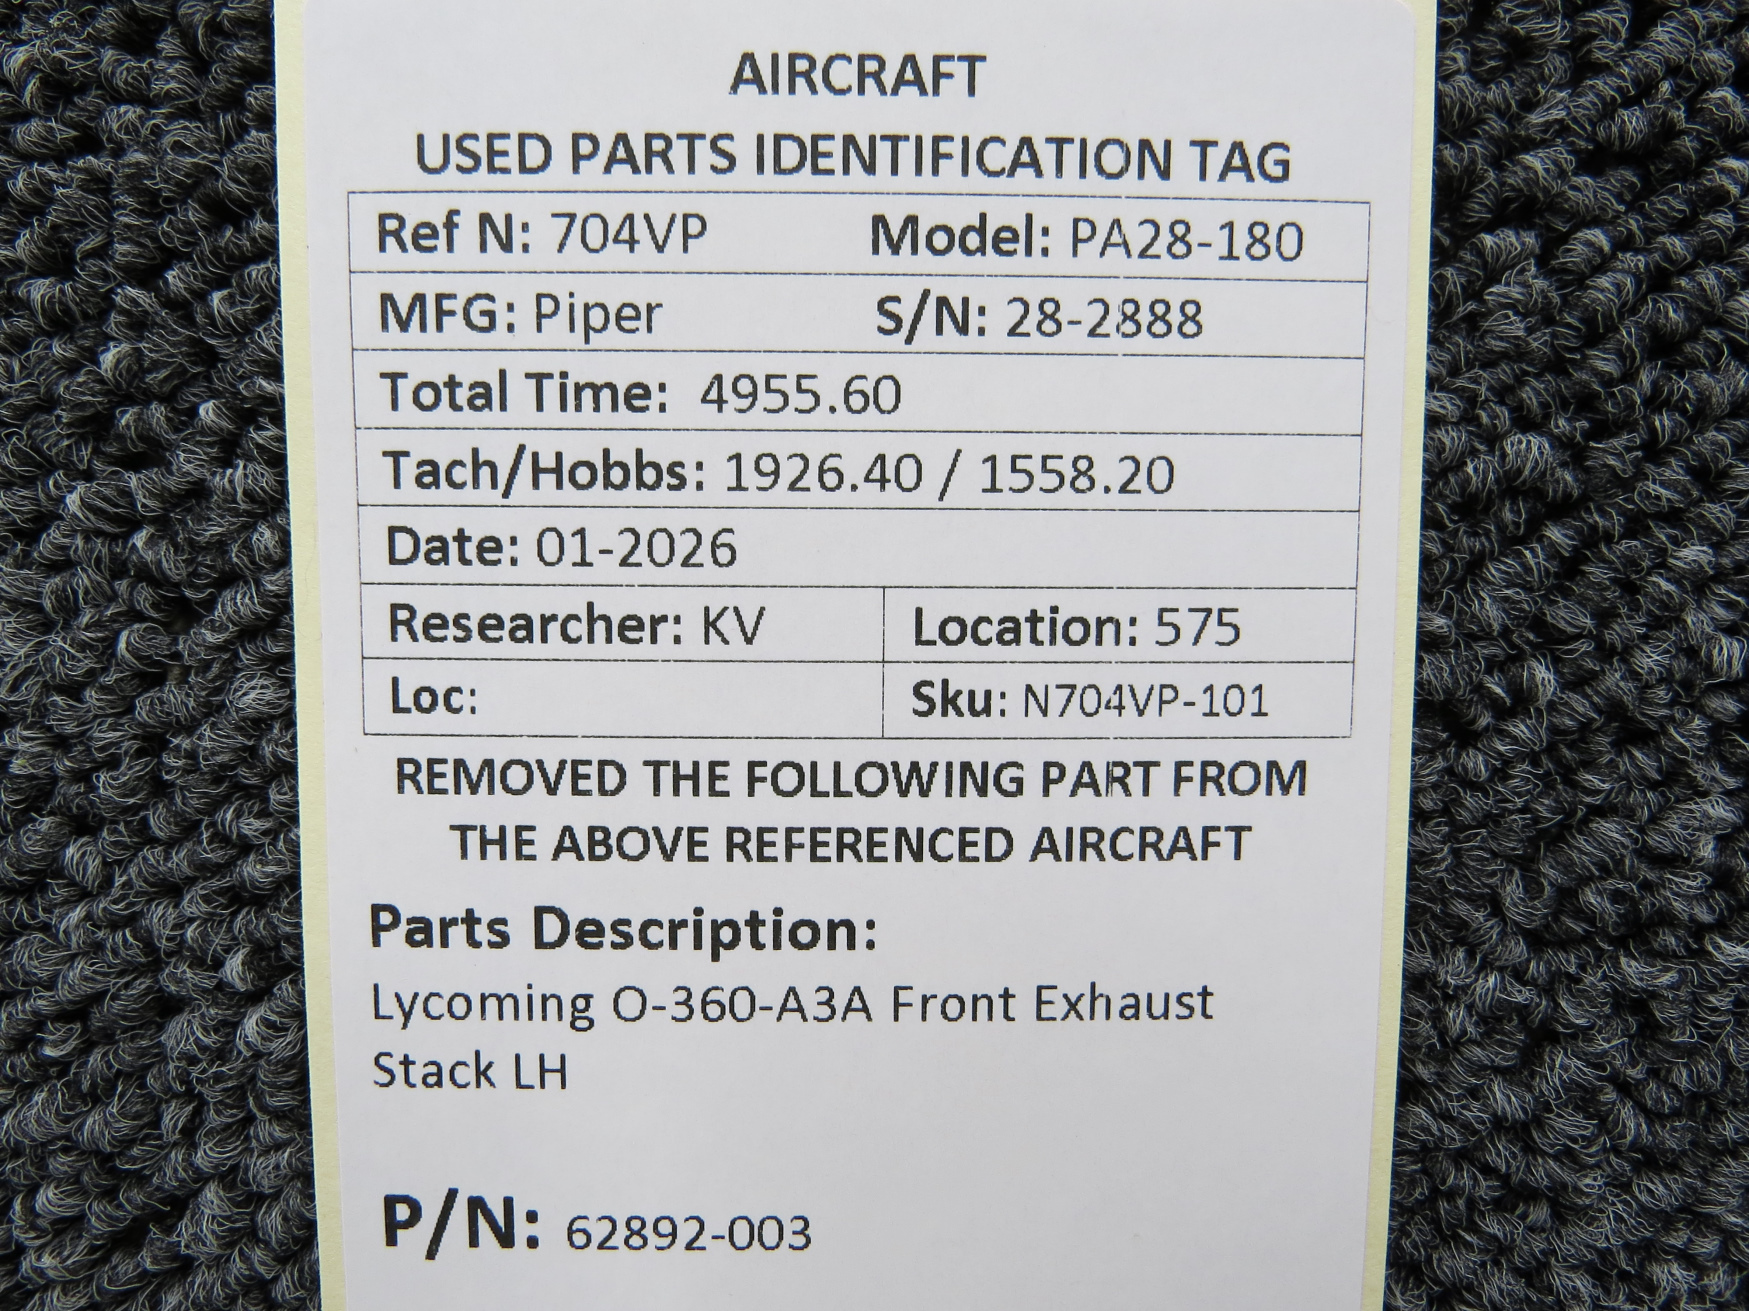 AIRCRAFT
USED PARTS IDENTIFICATION TAG
Ref N: 704VP Model: PA28-180
MFG: Piper S/N: 28-2888
Total Time: 4955.60
Tach/Hobbs: 1926.40 / 1558.20
Date: 01-2026
Researcher: KV Location: 575
Loc: Sku: N704VP-101
REMOVED THE FOLLOWING PART FROM
THE ABOVE REFERENCED AIRCRAFT
Parts Description:
Lycoming O-360-A3A Front Exhaust
Stack LH
P/N: 62892-003